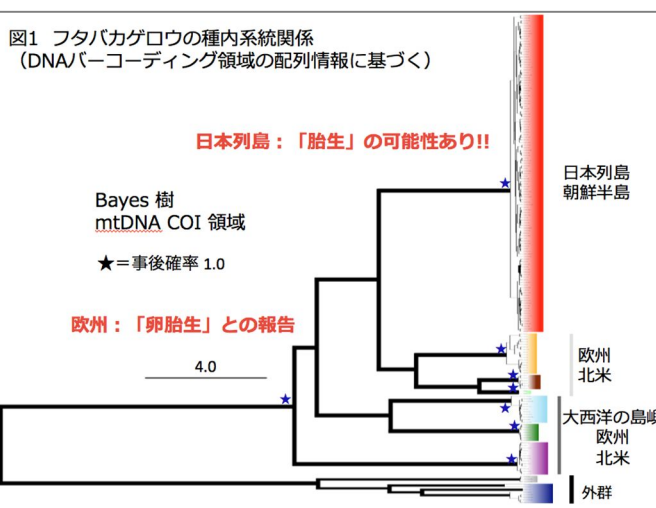 図1 フタバカゲロウの種内系統関係
（DNAバーコーディング領域の配列情報に基づく）
日本列島：「胎生」の可能性あり!!
日本列島
朝鮮半島
Bayes 樹
mtDNA COI 領域
★＝事後確率 1.0
欧州：「卵胎生」との報告
4.0
欧州
北米
大西洋の島嶼
欧州
北米
外群